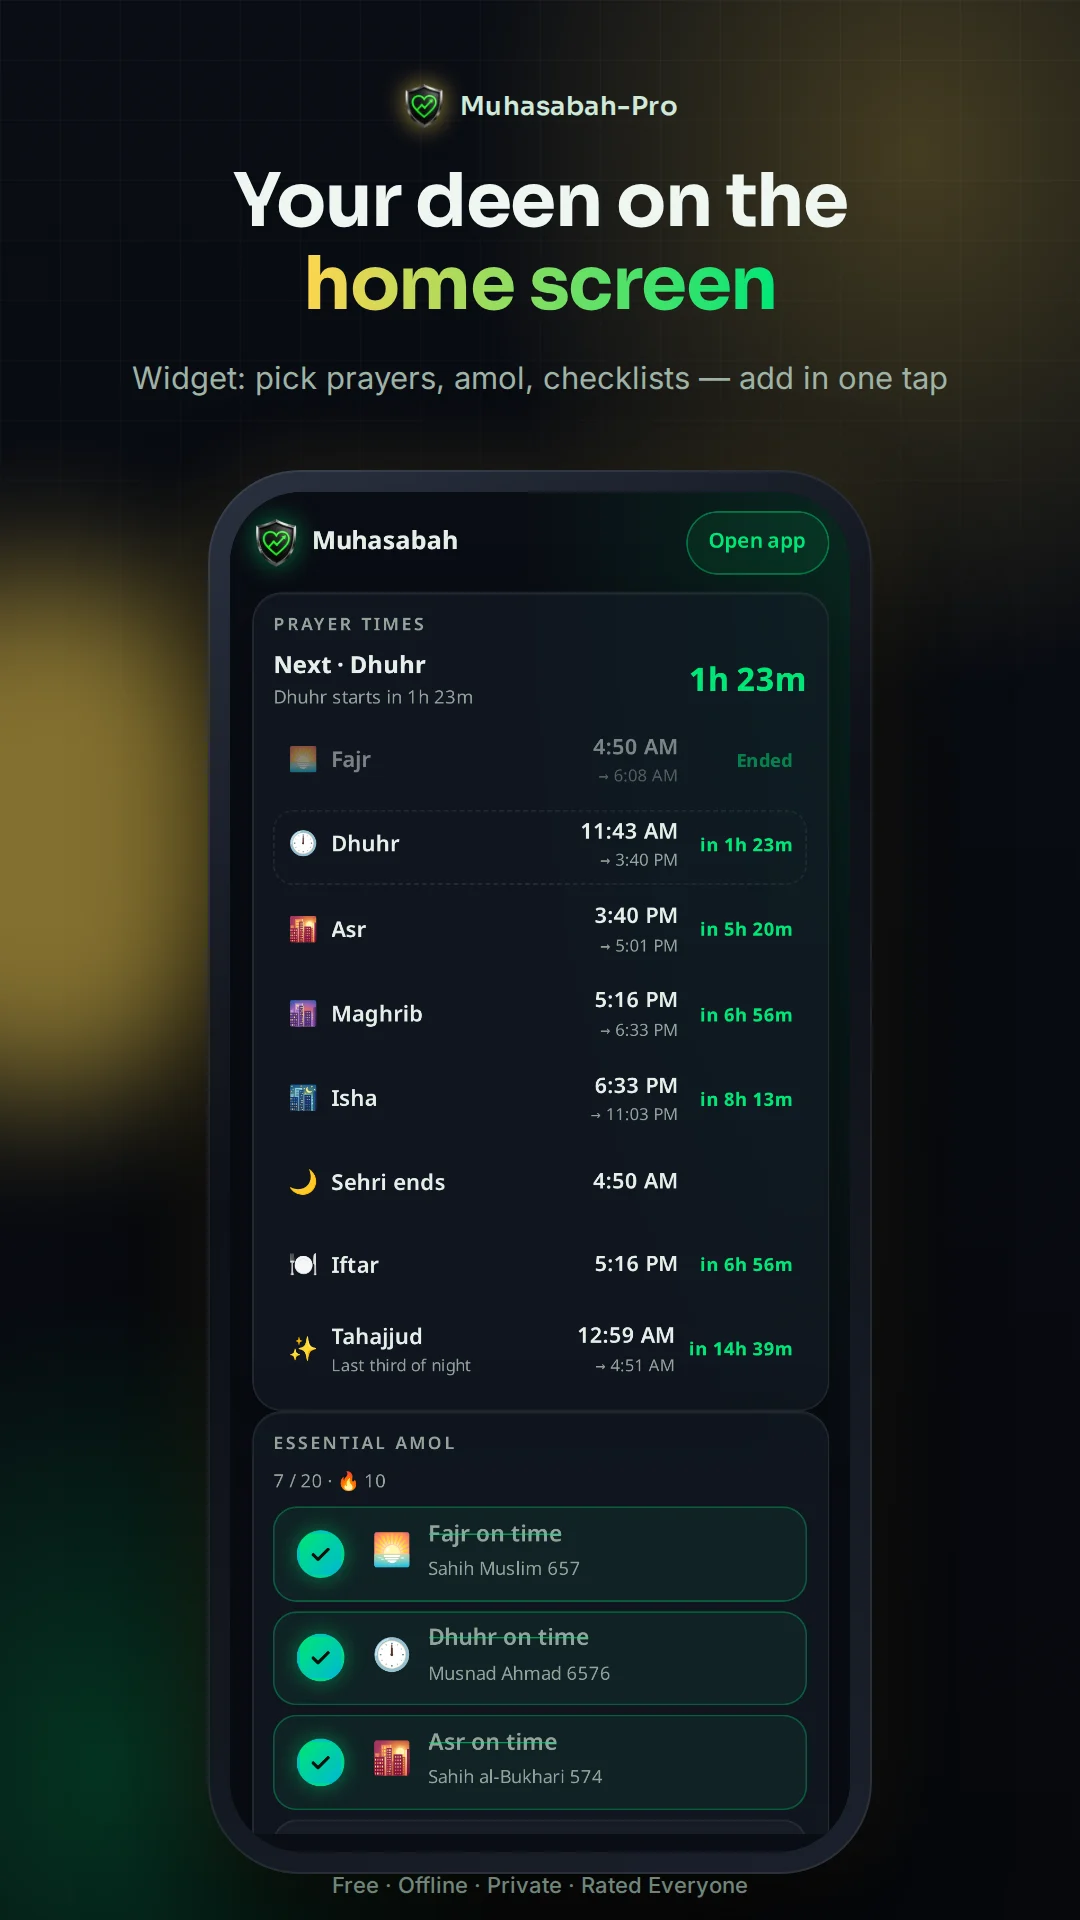 Muhasabah-Pro
Your deen on the
home screen
Widget: pick prayers, amol, checklists — add in one tap
Muhasabah
Open app
PRAYER TIMES
Next · Dhuhr
Dhuhr starts in 1h 23m
1h 23m
Fajr
4:50 AM
→ 6:08 AM
Ended
Dhuhr
11:43 AM
→ 3:40 PM
in 1h 23m
Asr
3:40 PM
→ 5:01 PM
in 5h 20m
Maghrib
5:16 PM
→ 6:33 PM
in 6h 56m
Isha
6:33 PM
→ 11:03 PM
in 8h 13m
Sehri ends
4:50 AM
Iftar
5:16 PM
in 6h 56m
Tahajjud
Last third of night
12:59 AM
→ 4:51 AM
in 14h 39m
ESSENTIAL AMOL
7 / 20 · 🔥 10
Fajr on time
Sahih Muslim 657
Dhuhr on time
Musnad Ahmad 6576
Asr on time
Sahih al-Bukhari 574
Free · Offline · Private · Rated Everyone